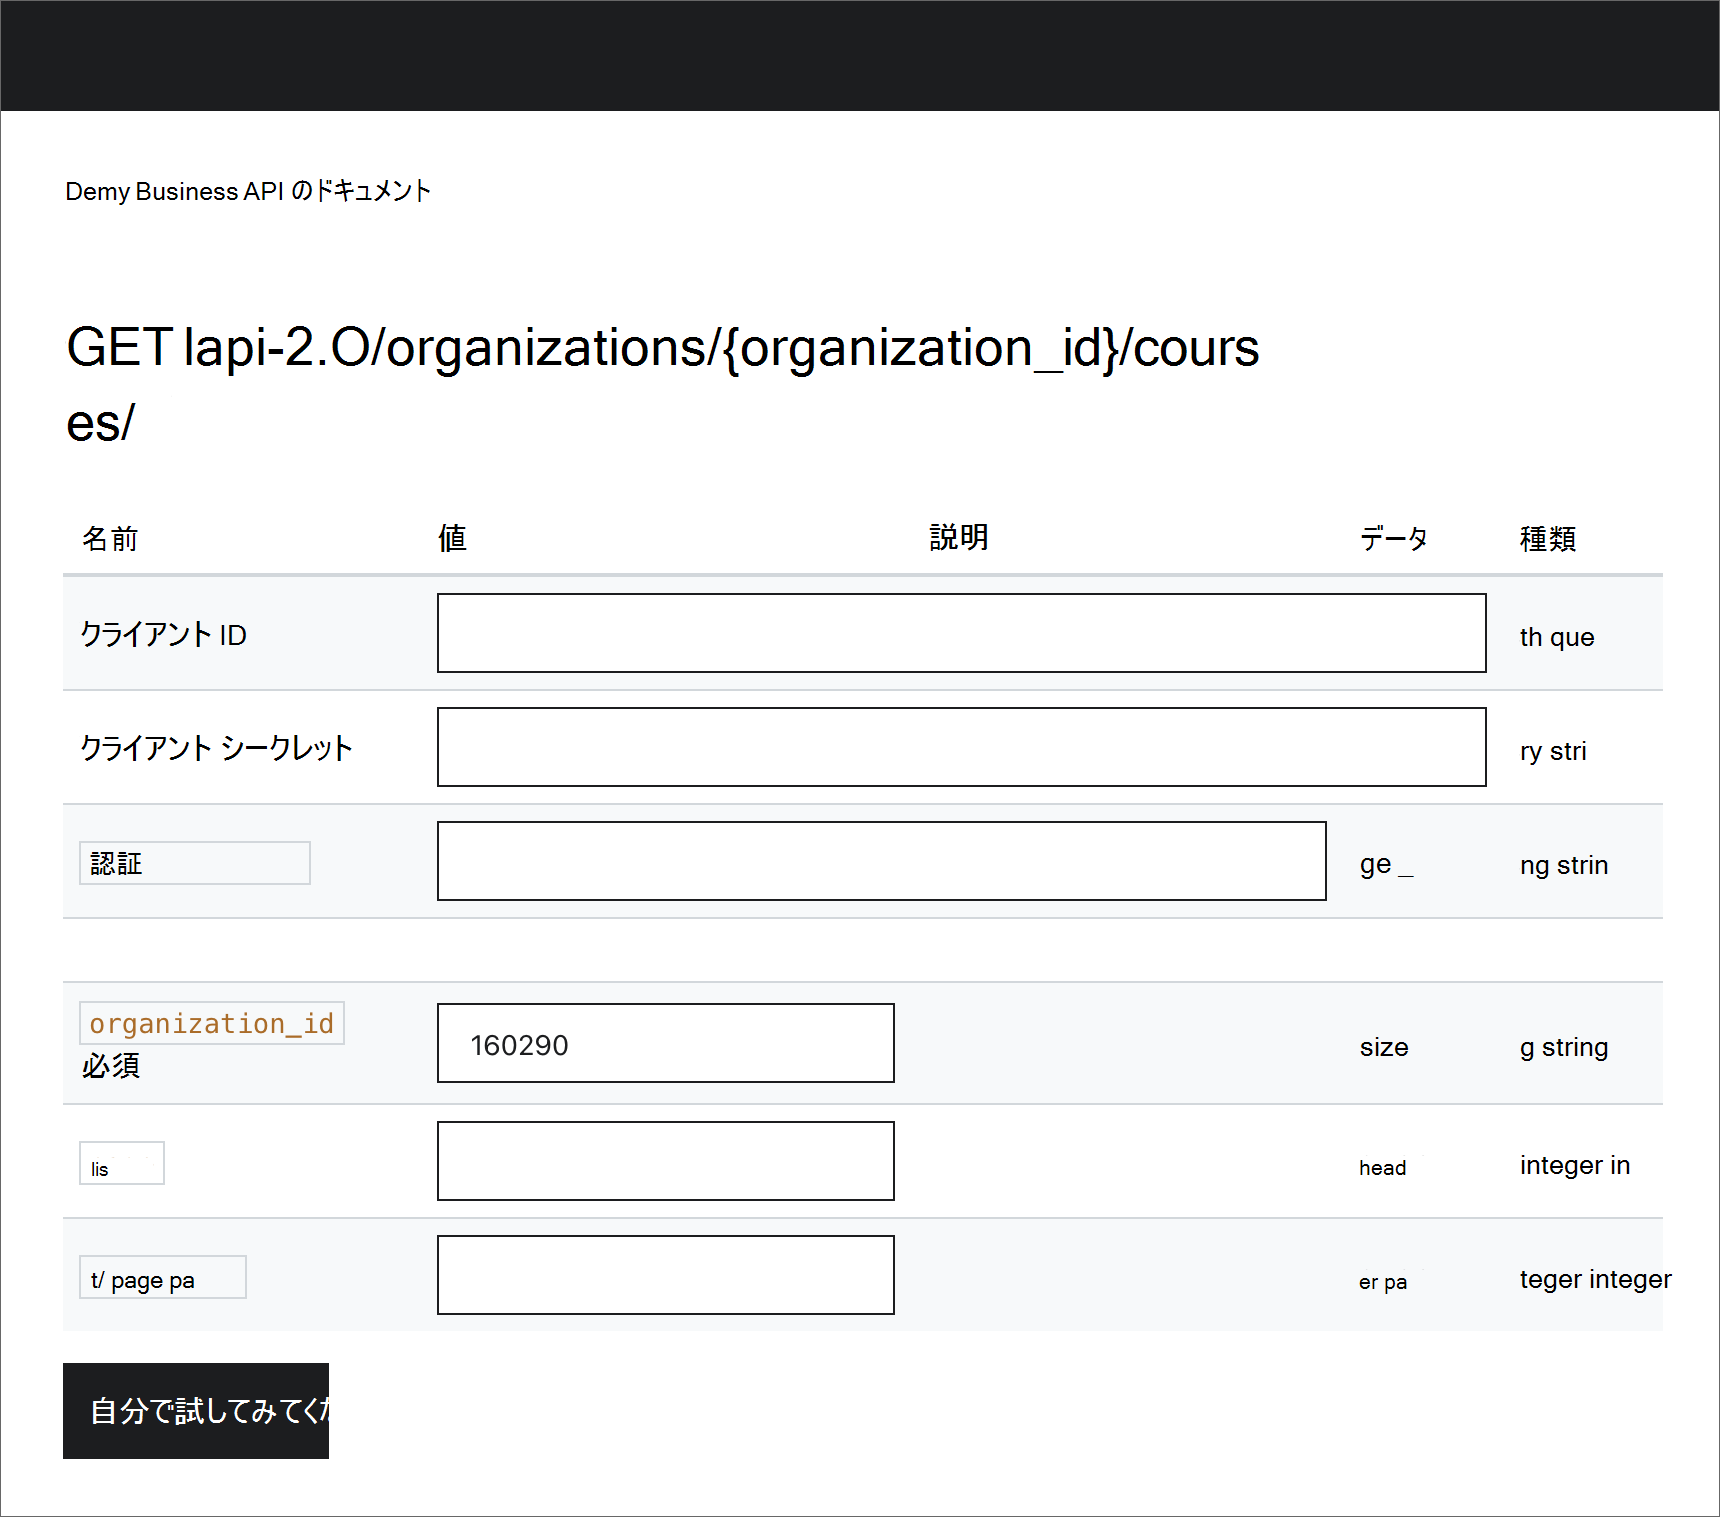 Demy Business API のドキュメント
GET lapi-2.O/organizations/{organization_id}/cours
es/
名前 値 説明 データ 種類
クライアント ID th que
クライアント シークレット ry stri
認証 ge _ ng strin
organization_id 160290 size g string
必須
lis head integer in
t/ page pa er pa teger integer
自分で試してみてくだ